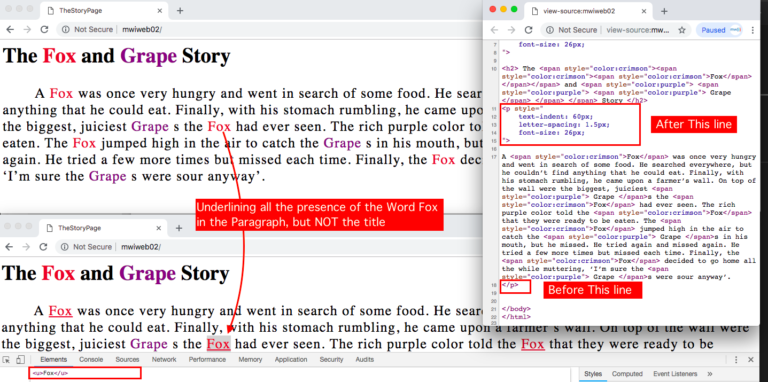 TheStoryPage
Not Secure | mwiweb02/
The Fox and Grape Story
A Fox was once very hungry and went in search of some food. He sear
anything that he could eat. Finally, with his stomach rumbling, he came upo
the biggest, juiciest Grape s the Fox had ever seen. The rich purple color to
eaten. The Fox jumped high in the air to catch the Grape s in his mouth, but
again. He tried a few more times but missed each time. Finally, the Fox dec
‘I’m sure the Grape s were sour anyway’.
Underlining all the presence of the Word Fox
in the Paragraph, but NOT the title
TheStoryPage
Not Secure | mwiweb02/
The Fox and Grape Story
A Fox was once very hungry and went in search of some food. He sear
anything that he could eat. Finally, with his stomach rumbling, he came upon a farmer's wall. On top of the wall were
the biggest, juiciest Grape s the Fox had ever seen. The rich purple color told the Fox that they were ready to be
Elements Console Sources Network Performance Memory Application Security Audits
<u>Fox</u>
Styles Computed Event Listeners »
view-source:mwiweb02
Not Secure | view-source:mw... Paused
7 font-size: 26px;
8 ">
9
10 <h2> The <span style="color:crimson"><span
style="color:crimson"><span style="color:crimson">Fox</span>
</span></span> and <span style="color:purple"> <span
style="color:purple"> <span style="color:purple"> Grape
</span> </span> </span> Story </h2>
11 <p style="
12 text-indent: 60px;
13 letter-spacing: 1.5px;
14 font-size: 26px;
15 ">
After This line
16
17 A <span style="color:crimson">Fox</span> was once very hungry
and went in search of some food. He searched everywhere, but
he couldn’t find anything that he could eat. Finally, with
his stomach rumbling, he came upon a farmer’s wall. On top of
the wall were the biggest, juiciest <span
style="color:purple"> Grape </span>s the <span
style="color:crimson">Fox</span> had ever seen. The rich
purple color told the <span style="color:crimson">Fox</span>
that they were ready to be eaten. The <span
style="color:crimson">Fox</span> jumped high in the air to
catch the <span style="color:purple"> Grape </span>s in his
mouth, but he missed. He tried again and missed again. He
tried a few more times but missed each time. Finally, the
<span style="color:crimson">Fox</span> decided to go home all
the while muttering, ‘I’m sure the <span
style="color:purple"> Grape </span>s were sour anyway’.
18 </p>
Before This line
19
</body>
</html>